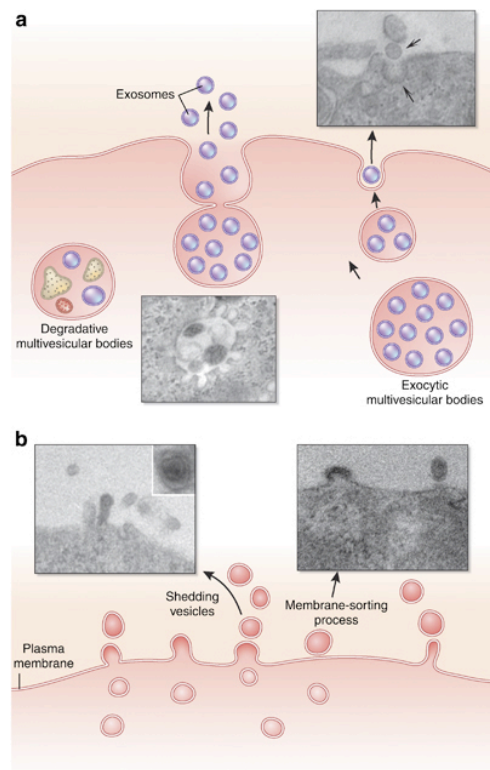 a
Exosomes
Degradative
multivesicular bodies
Exocytic
multivesicular bodies
b
Shedding
vesicles
Membrane-sorting
process
Plasma
membrane